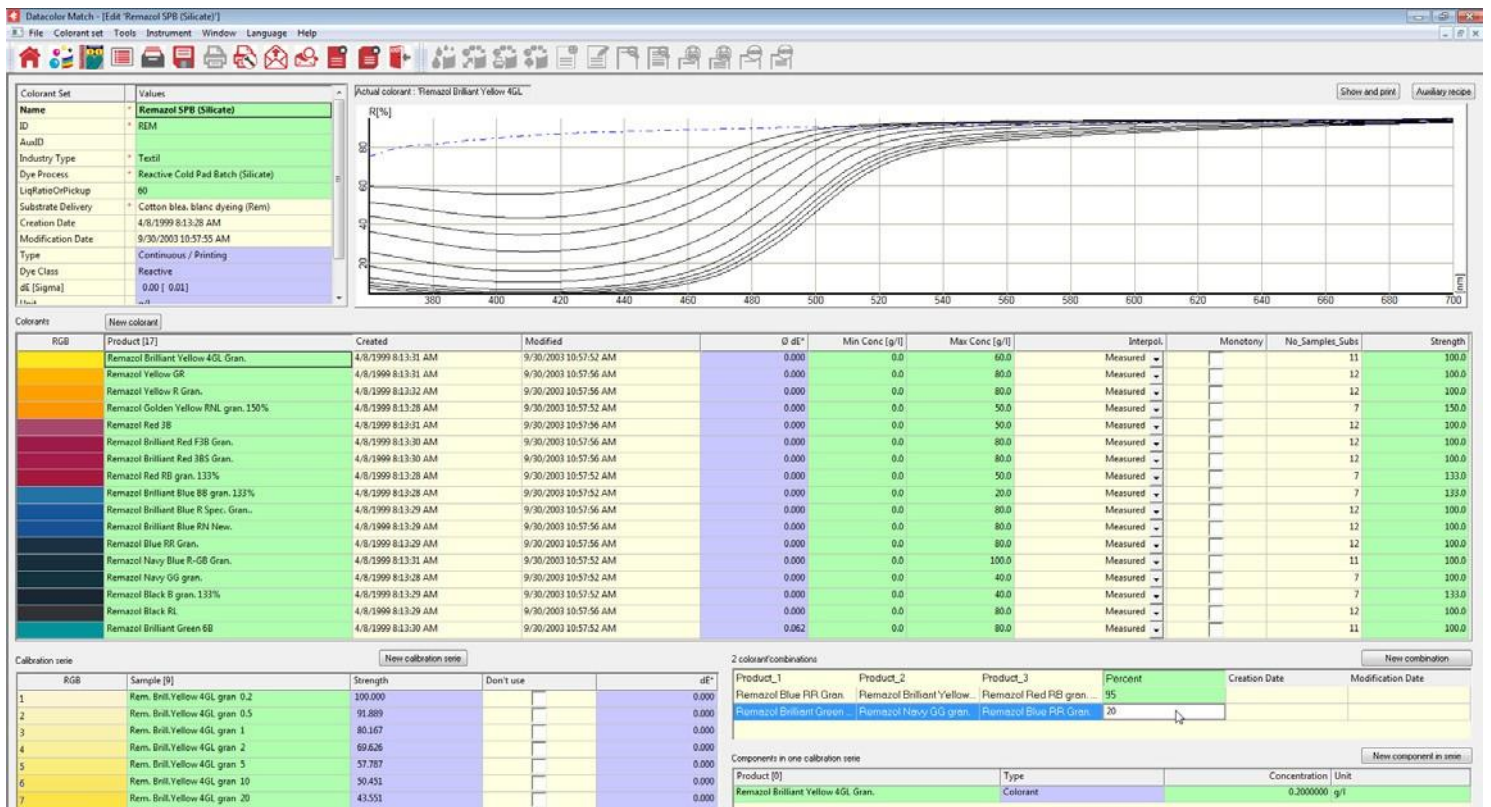 Datacolor Match - [Edit 'Remazol SPB (Silicate)']
File Colorant set Tools Instrument Window Language Help
Colorant Set Values
Name * Remazol SPB (Silicate)
ID * REM
AuxID
Industry Type * Textil
Dye Process * Reactive Cold Pad Batch (Silicate)
LiqRatioOrPickup 60
Substrate Delivery * Cotton blea. blanc dyeing (Rem)
Creation Date 4/8/1999 8:13:28 AM
Modification Date 9/30/2003 10:57:55 AM
Type Continuous / Printing
Dye Class Reactive
dE [Sigma] 0.00 [ 0.01]
Actual colorant : 'Remazol Brilliant Yellow 4GL
Show and print Auxiliary recipe
R[%]
80
60
40
20
380 400 420 440 460 480 500 520 540 560 580 600 620 640 660 680 700
[nm]
Colorants New colorant
RGB Product [17] Created Modified Ø dE* Min Conc [g/l] Max Conc [g/l] Interpol. Monotony No_Samples_Subs Strength
Remazol Brilliant Yellow 4GL Gran. 4/8/1999 8:13:31 AM 9/30/2003 10:57:52 AM 0.000 0.0 60.0 Measured 11 100.0
Remazol Yellow GR 4/8/1999 8:13:31 AM 9/30/2003 10:57:56 AM 0.000 0.0 80.0 Measured 12 100.0
Remazol Yellow R Gran. 4/8/1999 8:13:32 AM 9/30/2003 10:57:56 AM 0.000 0.0 80.0 Measured 12 100.0
Remazol Golden Yellow RNL gran. 150% 4/8/1999 8:13:28 AM 9/30/2003 10:57:52 AM 0.000 0.0 50.0 Measured 7 150.0
Remazol Red 3B 4/8/1999 8:13:31 AM 9/30/2003 10:57:56 AM 0.000 0.0 50.0 Measured 12 100.0
Remazol Brilliant Red F3B Gran. 4/8/1999 8:13:30 AM 9/30/2003 10:57:56 AM 0.000 0.0 80.0 Measured 12 100.0
Remazol Brilliant Red 3BS Gran. 4/8/1999 8:13:30 AM 9/30/2003 10:57:56 AM 0.000 0.0 80.0 Measured 12 100.0
Remazol Red RB gran. 133% 4/8/1999 8:13:28 AM 9/30/2003 10:57:52 AM 0.000 0.0 50.0 Measured 7 133.0
Remazol Brilliant Blue BB gran. 133% 4/8/1999 8:13:28 AM 9/30/2003 10:57:52 AM 0.000 0.0 20.0 Measured 7 133.0
Remazol Brilliant Blue R Spec. Gran.. 4/8/1999 8:13:29 AM 9/30/2003 10:57:56 AM 0.000 0.0 80.0 Measured 12 100.0
Remazol Brilliant Blue RN New. 4/8/1999 8:13:29 AM 9/30/2003 10:57:56 AM 0.000 0.0 80.0 Measured 12 100.0
Remazol Blue RR Gran. 4/8/1999 8:13:29 AM 9/30/2003 10:57:56 AM 0.000 0.0 80.0 Measured 12 100.0
Remazol Navy Blue R-GB Gran. 4/8/1999 8:13:31 AM 9/30/2003 10:57:52 AM 0.000 0.0 100.0 Measured 11 100.0
Remazol Navy GG gran. 4/8/1999 8:13:28 AM 9/30/2003 10:57:52 AM 0.000 0.0 40.0 Measured 7 100.0
Remazol Black B gran. 133% 4/8/1999 8:13:29 AM 9/30/2003 10:57:52 AM 0.000 0.0 40.0 Measured 7 133.0
Remazol Black RL 4/8/1999 8:13:29 AM 9/30/2003 10:57:56 AM 0.000 0.0 80.0 Measured 12 100.0
Remazol Brilliant Green 6B 4/8/1999 8:13:30 AM 9/30/2003 10:57:52 AM 0.062 0.0 80.0 Measured 11 100.0
Calibration serie New calibration serie
RGB Sample [9] Strength Don't use dE*
1 Rem. Brill.Yellow 4GL gran 0.2 100.000 0.000
2 Rem. Brill.Yellow 4GL gran 0.5 91.889 0.000
3 Rem. Brill.Yellow 4GL gran 1 80.167 0.000
4 Rem. Brill.Yellow 4GL gran 2 69.626 0.000
5 Rem. Brill.Yellow 4GL gran 5 57.787 0.000
6 Rem. Brill.Yellow 4GL gran 10 50.451 0.000
7 Rem. Brill.Yellow 4GL gran 20 43.551 0.000
2 colorant'combinations New combination
Product_1 Product_2 Product_3 Percent Creation Date Modification Date
Remazol Blue RR Gran. Remazol Brilliant Yellow... Remazol Red RB gran. ... 95
Remazol Brilliant Green ... Remazol Navy GG gran. Remazol Blue RR Gran. 20
Components in one calibration serie New component in serie
Product [0] Type Concentration Unit
Remazol Brilliant Yellow 4GL Gran. Colorant 0.2000000 g/l